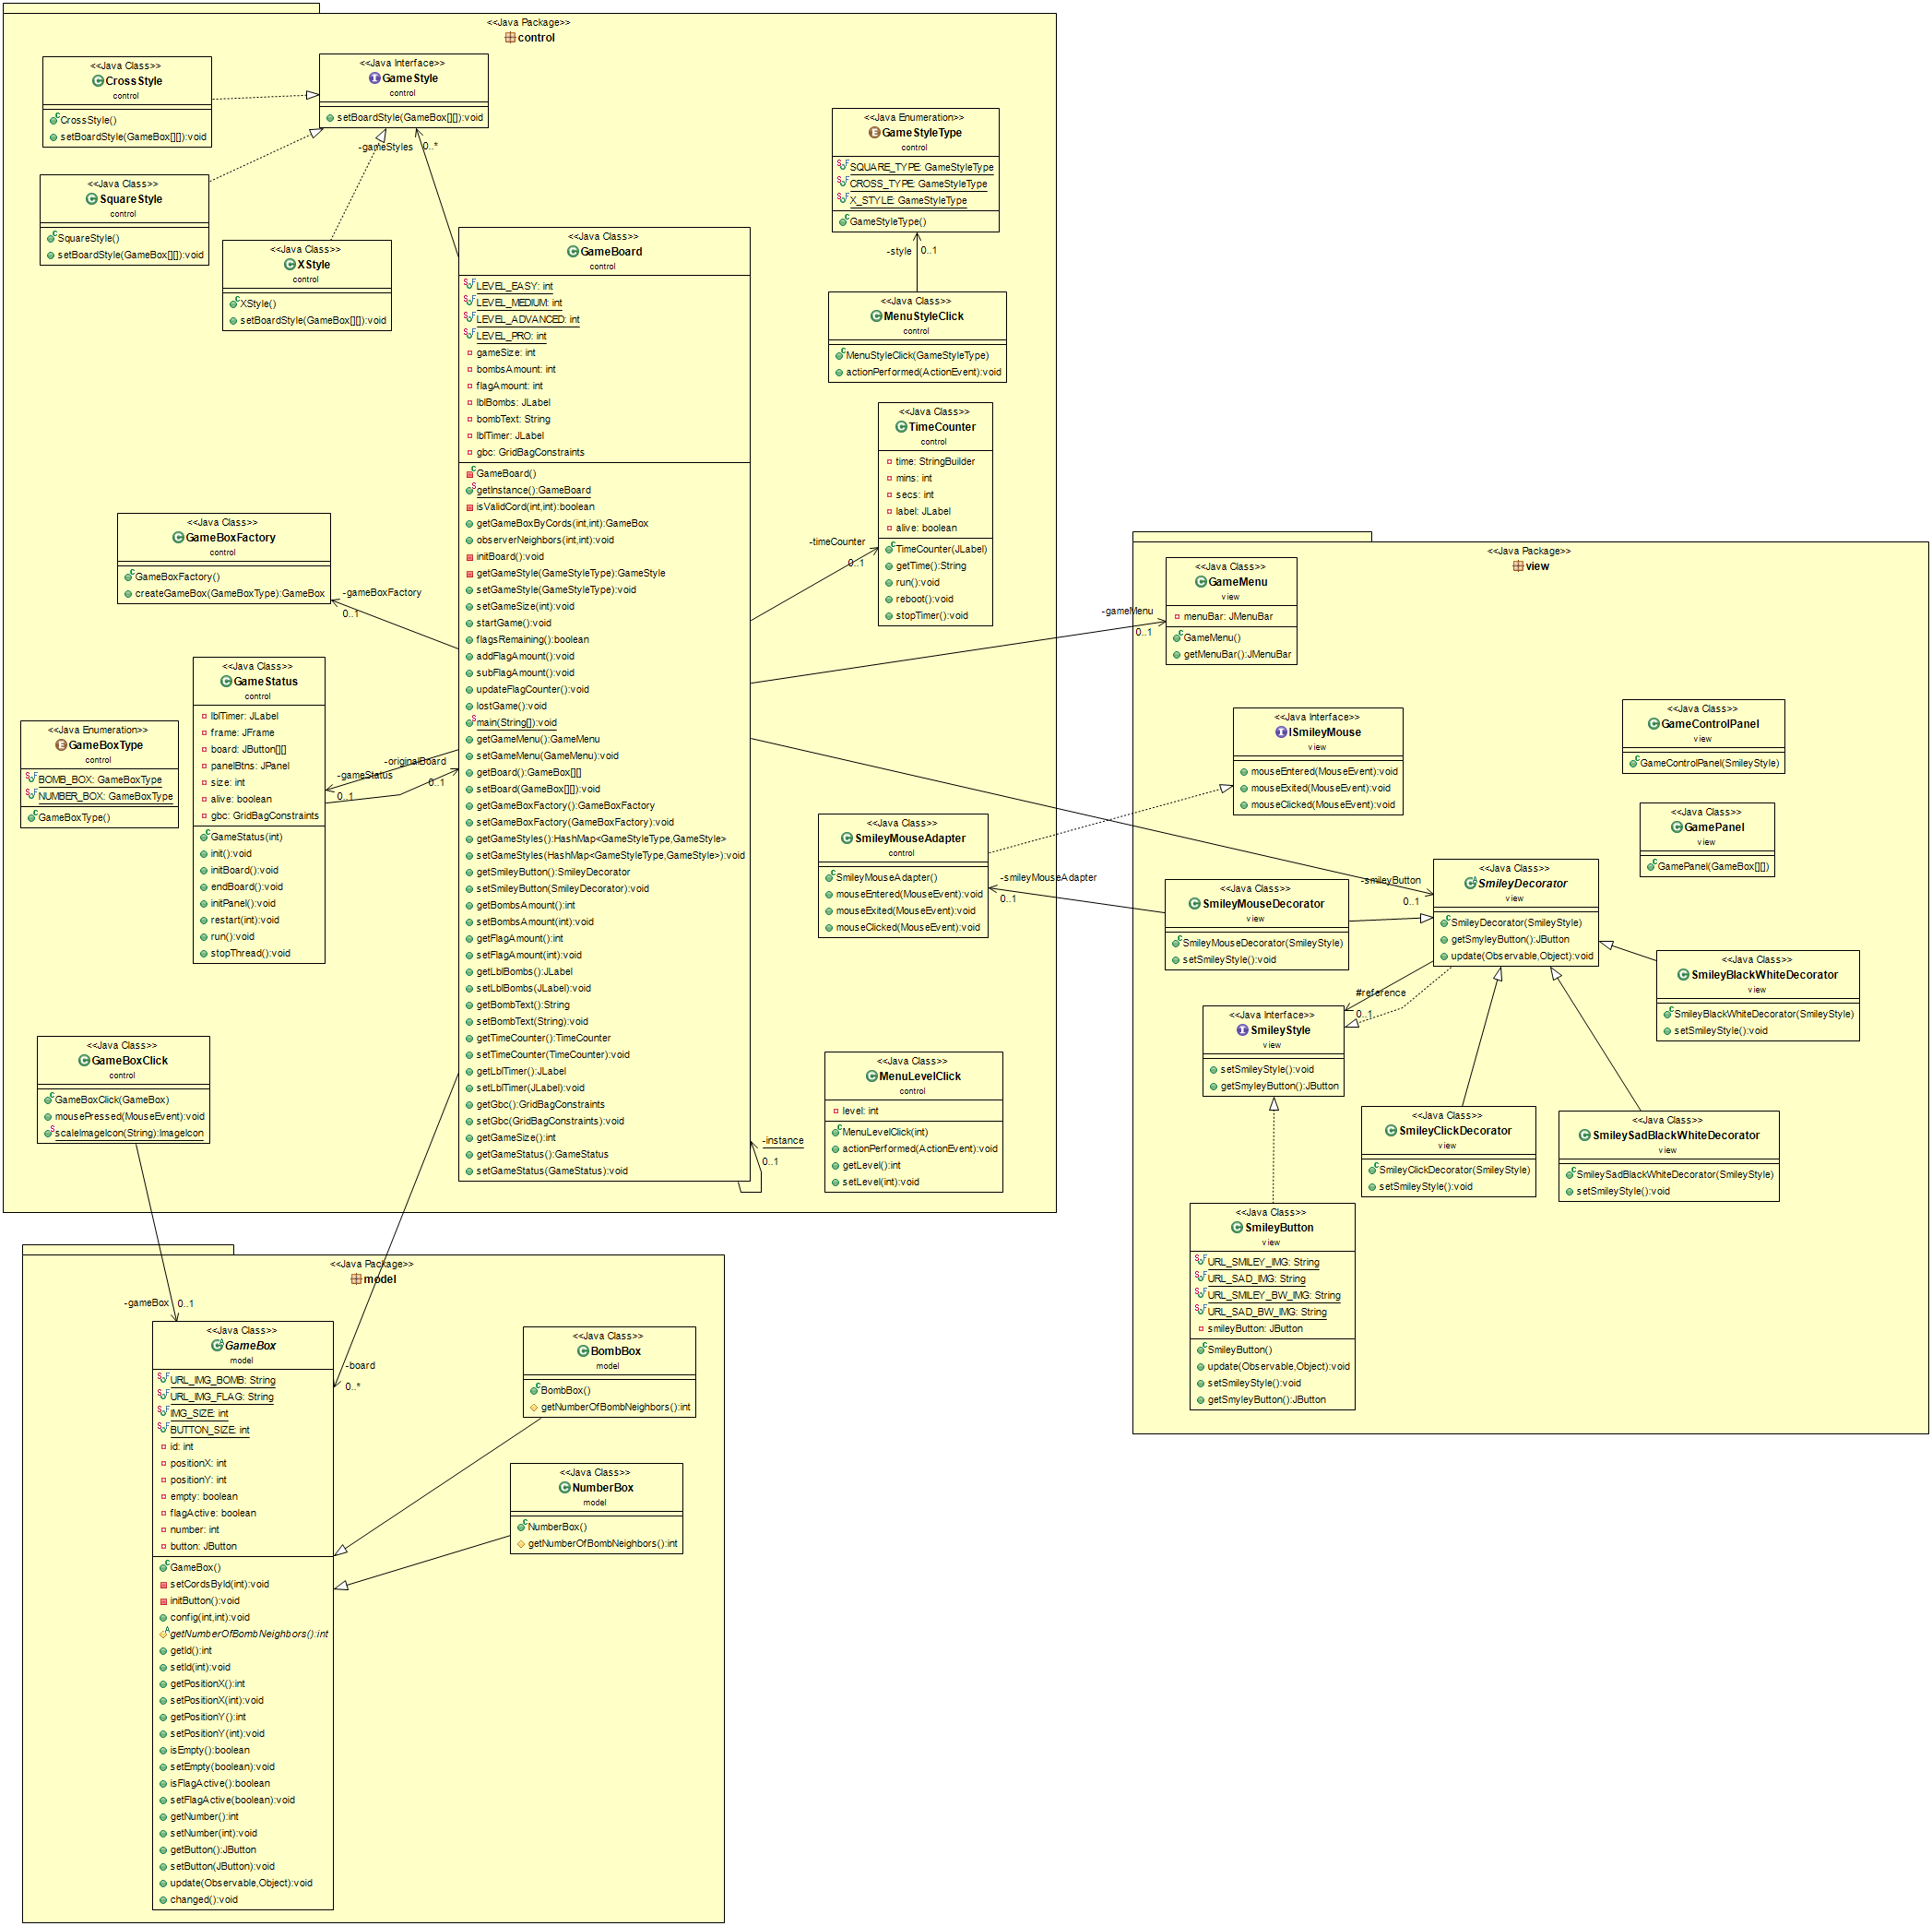 <<Java Package>>
control
<<Java Class>>
CrossStyle
control
CrossStyle()
setBoardStyle(GameBox[][]):void
<<Java Interface>>
GameStyle
control
setBoardStyle(GameBox[][]):void
-gameStyles
0..*
<<Java Class>>
SquareStyle
control
SquareStyle()
setBoardStyle(GameBox[][]):void
<<Java Class>>
XStyle
control
XStyle()
setBoardStyle(GameBox[][]):void
<<Java Enumeration>>
GameStyleType
control
SQUARE_TYPE: GameStyleType
CROSS_TYPE: GameStyleType
X_STYLE: GameStyleType
GameStyleType()
-style
0..1
<<Java Class>>
MenuStyleClick
control
MenuStyleClick(GameStyleType)
actionPerformed(ActionEvent):void
<<Java Class>>
GameBoard
control
LEVEL_EASY: int
LEVEL_MEDIUM: int
LEVEL_ADVANCED: int
LEVEL_PRO: int
gameSize: int
bombsAmount: int
flagAmount: int
lblBombs: JLabel
bombText: String
lblTimer: JLabel
gbc: GridBagConstraints
GameBoard()
getInstance():GameBoard
isValidCord(int,int):boolean
getGameBoxByCords(int,int):GameBox
observerNeighbors(int,int):void
initBoard():void
getGameStyle(GameStyleType):GameStyle
setGameStyle(GameStyleType):void
setGameSize(int):void
startGame():void
flagsRemaining():boolean
addFlagAmount():void
subFlagAmount():void
updateFlagCounter():void
lostGame():void
main(String[]):void
getGameMenu():GameMenu
setGameMenu(GameMenu):void
getBoard():GameBox[][]
setBoard(GameBox[][]):void
getGameBoxFactory():GameBoxFactory
setGameBoxFactory(GameBoxFactory):void
getGameStyles():HashMap<GameStyleType,GameStyle>
setGameStyles(HashMap<GameStyleType,GameStyle>):void
getSmileyButton():SmileyDecorator
setSmileyButton(SmileyDecorator):void
getBombsAmount():int
setBombsAmount(int):void
getFlagAmount():int
setFlagAmount(int):void
getLblBombs():JLabel
setLblBombs(JLabel):void
getBombText():String
setBombText(String):void
getTimeCounter():TimeCounter
setTimeCounter(TimeCounter):void
getLblTimer():JLabel
setLblTimer(JLabel):void
getGbc():GridBagConstraints
setGbc(GridBagConstraints):void
getGameSize():int
getGameStatus():GameStatus
setGameStatus(GameStatus):void
-instance
0..1
<<Java Class>>
TimeCounter
control
time: StringBuilder
mins: int
secs: int
label: JLabel
alive: boolean
TimeCounter(JLabel)
getTime():String
run():void
reboot():void
stopTimer():void
-timeCounter
0..1
<<Java Class>>
GameBoxFactory
control
GameBoxFactory()
createGameBox(GameBoxType):GameBox
-gameBoxFactory
0..1
<<Java Class>>
GameStatus
control
lblTimer: JLabel
frame: JFrame
board: JButton[][]
panelBtns: JPanel
size: int
alive: boolean
gbc: GridBagConstraints
GameStatus(int)
init():void
initBoard():void
endBoard():void
initPanel():void
restart(int):void
run():void
stopThread():void
-originalBoard
0..1
-gameStatus
0..1
<<Java Enumeration>>
GameBoxType
control
BOMB_BOX: GameBoxType
NUMBER_BOX: GameBoxType
GameBoxType()
<<Java Class>>
SmileyMouseAdapter
control
SmileyMouseAdapter()
mouseEntered(MouseEvent):void
mouseExited(MouseEvent):void
mouseClicked(MouseEvent):void
-smileyMouseAdapter
0..1
<<Java Class>>
GameBoxClick
control
GameBoxClick(GameBox)
mousePressed(MouseEvent):void
scaleImageIcon(String):ImageIcon
<<Java Class>>
MenuLevelClick
control
level: int
MenuLevelClick(int)
actionPerformed(ActionEvent):void
getLevel():int
setLevel(int):void
<<Java Package>>
view
<<Java Class>>
GameMenu
view
menuBar: JMenuBar
GameMenu()
getMenuBar():JMenuBar
-gameMenu
0..1
<<Java Interface>>
ISmileyMouse
view
mouseEntered(MouseEvent):void
mouseExited(MouseEvent):void
mouseClicked(MouseEvent):void
<<Java Class>>
GameControlPanel
view
GameControlPanel(SmileyStyle)
<<Java Class>>
GamePanel
view
GamePanel(GameBox[][])
<<Java Class>>
SmileyMouseDecorator
view
SmileyMouseDecorator(SmileyStyle)
setSmileyStyle():void
<<Java Class>>
SmileyDecorator
view
SmileyDecorator(SmileyStyle)
getSmyleyButton():JButton
update(Observable,Object):void
-smileyButton
0..1
<<Java Class>>
SmileyBlackWhiteDecorator
view
SmileyBlackWhiteDecorator(SmileyStyle)
setSmileyStyle():void
#reference
0..1
<<Java Interface>>
SmileyStyle
view
setSmileyStyle():void
getSmyleyButton():JButton
<<Java Class>>
SmileyClickDecorator
view
SmileyClickDecorator(SmileyStyle)
setSmileyStyle():void
<<Java Class>>
SmileySadBlackWhiteDecorator
view
SmileySadBlackWhiteDecorator(SmileyStyle)
setSmileyStyle():void
<<Java Class>>
SmileyButton
view
URL_SMILEY_IMG: String
URL_SAD_IMG: String
URL_SMILEY_BW_IMG: String
URL_SAD_BW_IMG: String
smileyButton: JButton
SmileyButton()
update(Observable,Object):void
setSmileyStyle():void
getSmyleyButton():JButton
<<Java Package>>
model
-gameBox
0..1
<<Java Class>>
GameBox
model
URL_IMG_BOMB: String
URL_IMG_FLAG: String
IMG_SIZE: int
BUTTON_SIZE: int
id: int
positionX: int
positionY: int
empty: boolean
flagActive: boolean
number: int
button: JButton
GameBox()
setCordsById(int):void
initButton():void
config(int,int):void
getNumberOfBombNeighbors():int
getId():int
setId(int):void
getPositionX():int
setPositionX(int):void
getPositionY():int
setPositionY(int):void
isEmpty():boolean
setEmpty(boolean):void
isFlagActive():boolean
setFlagActive(boolean):void
getNumber():int
setNumber(int):void
getButton():JButton
setButton(JButton):void
update(Observable,Object):void
changed():void
-board
0..*
<<Java Class>>
BombBox
model
BombBox()
getNumberOfBombNeighbors():int
<<Java Class>>
NumberBox
model
NumberBox()
getNumberOfBombNeighbors():int